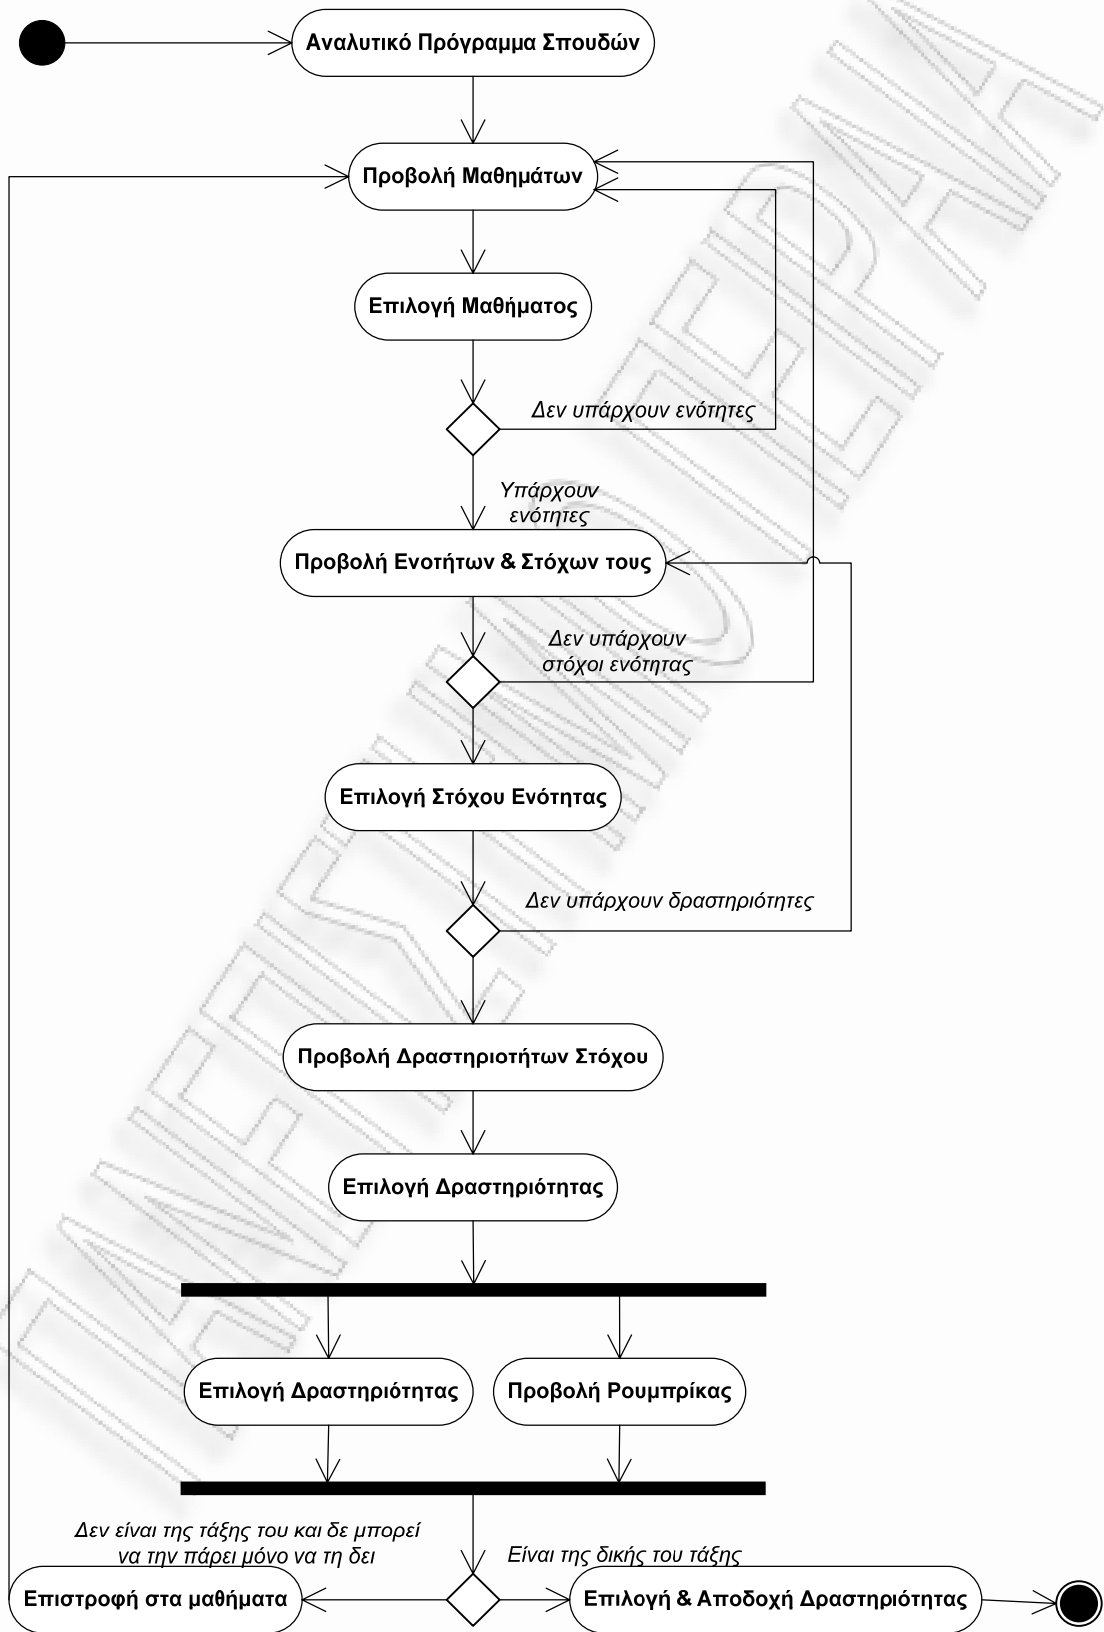 Αναλυτικό Πρόγραμμα Σπουδών
Προβολή Μαθημάτων
Επιλογή Μαθήματος
Δεν υπάρχουν ενότητες
Υπάρχουν
ενότητες
Προβολή Ενοτήτων & Στόχων τους
Δεν υπάρχουν
στόχοι ενότητας
Επιλογή Στόχου Ενότητας
Δεν υπάρχουν δραστηριότητες
Προβολή Δραστηριοτήτων Στόχου
Επιλογή Δραστηριότητας
Επιλογή Δραστηριότητας
Προβολή Ρουμπρίκας
Δεν είναι της τάξης του και δε μπορεί
να την πάρει μόνο να τη δει
Είναι της δικής του τάξης
Επιστροφή στα μαθήματα
Επιλογή & Αποδοχή Δραστηριότητας
ΠΑΝΕΠΙΣΤΗΜΙΟ ΠΕΙΡΑΙΑ